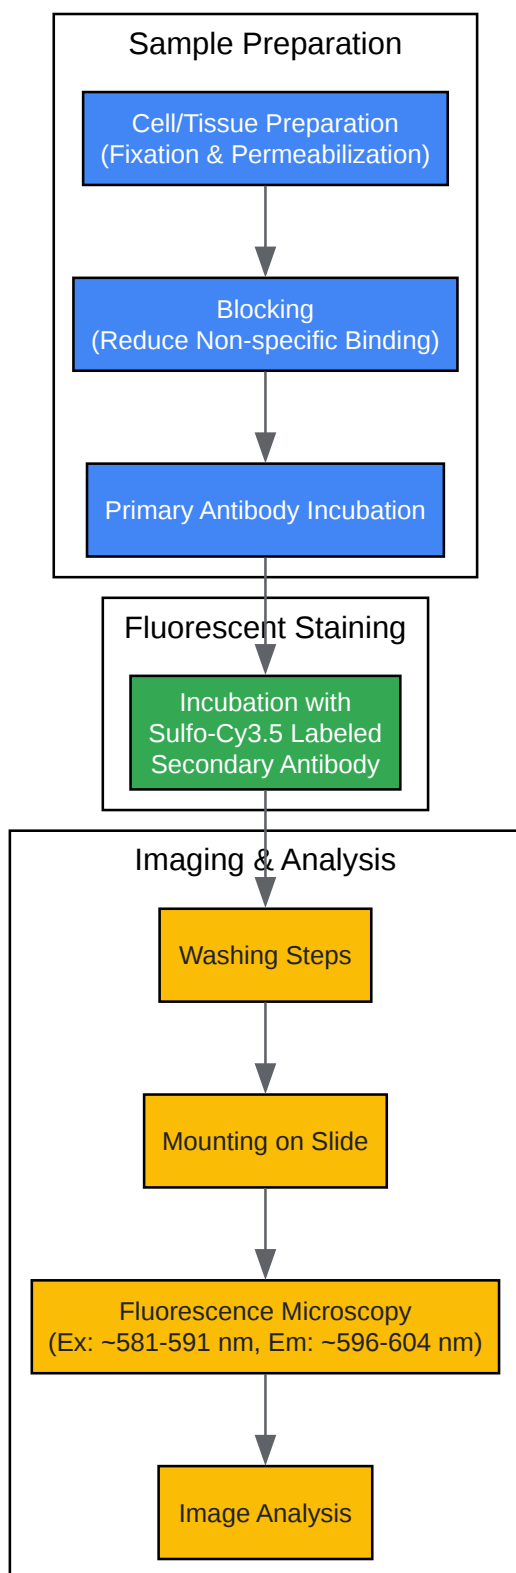 Sample Preparation
Cell/Tissue Preparation
(Fixation & Permeabilization)
Blocking
(Reduce Non-specific Binding)
Primary Antibody Incubation
Fluorescent Staining
Incubation with
Sulfo-Cy3.5 Labeled
Secondary Antibody
Imaging & Analysis
Washing Steps
Mounting on Slide
Fluorescence Microscopy
(Ex: ~581-591 nm, Em: ~596-604 nm)
Image Analysis